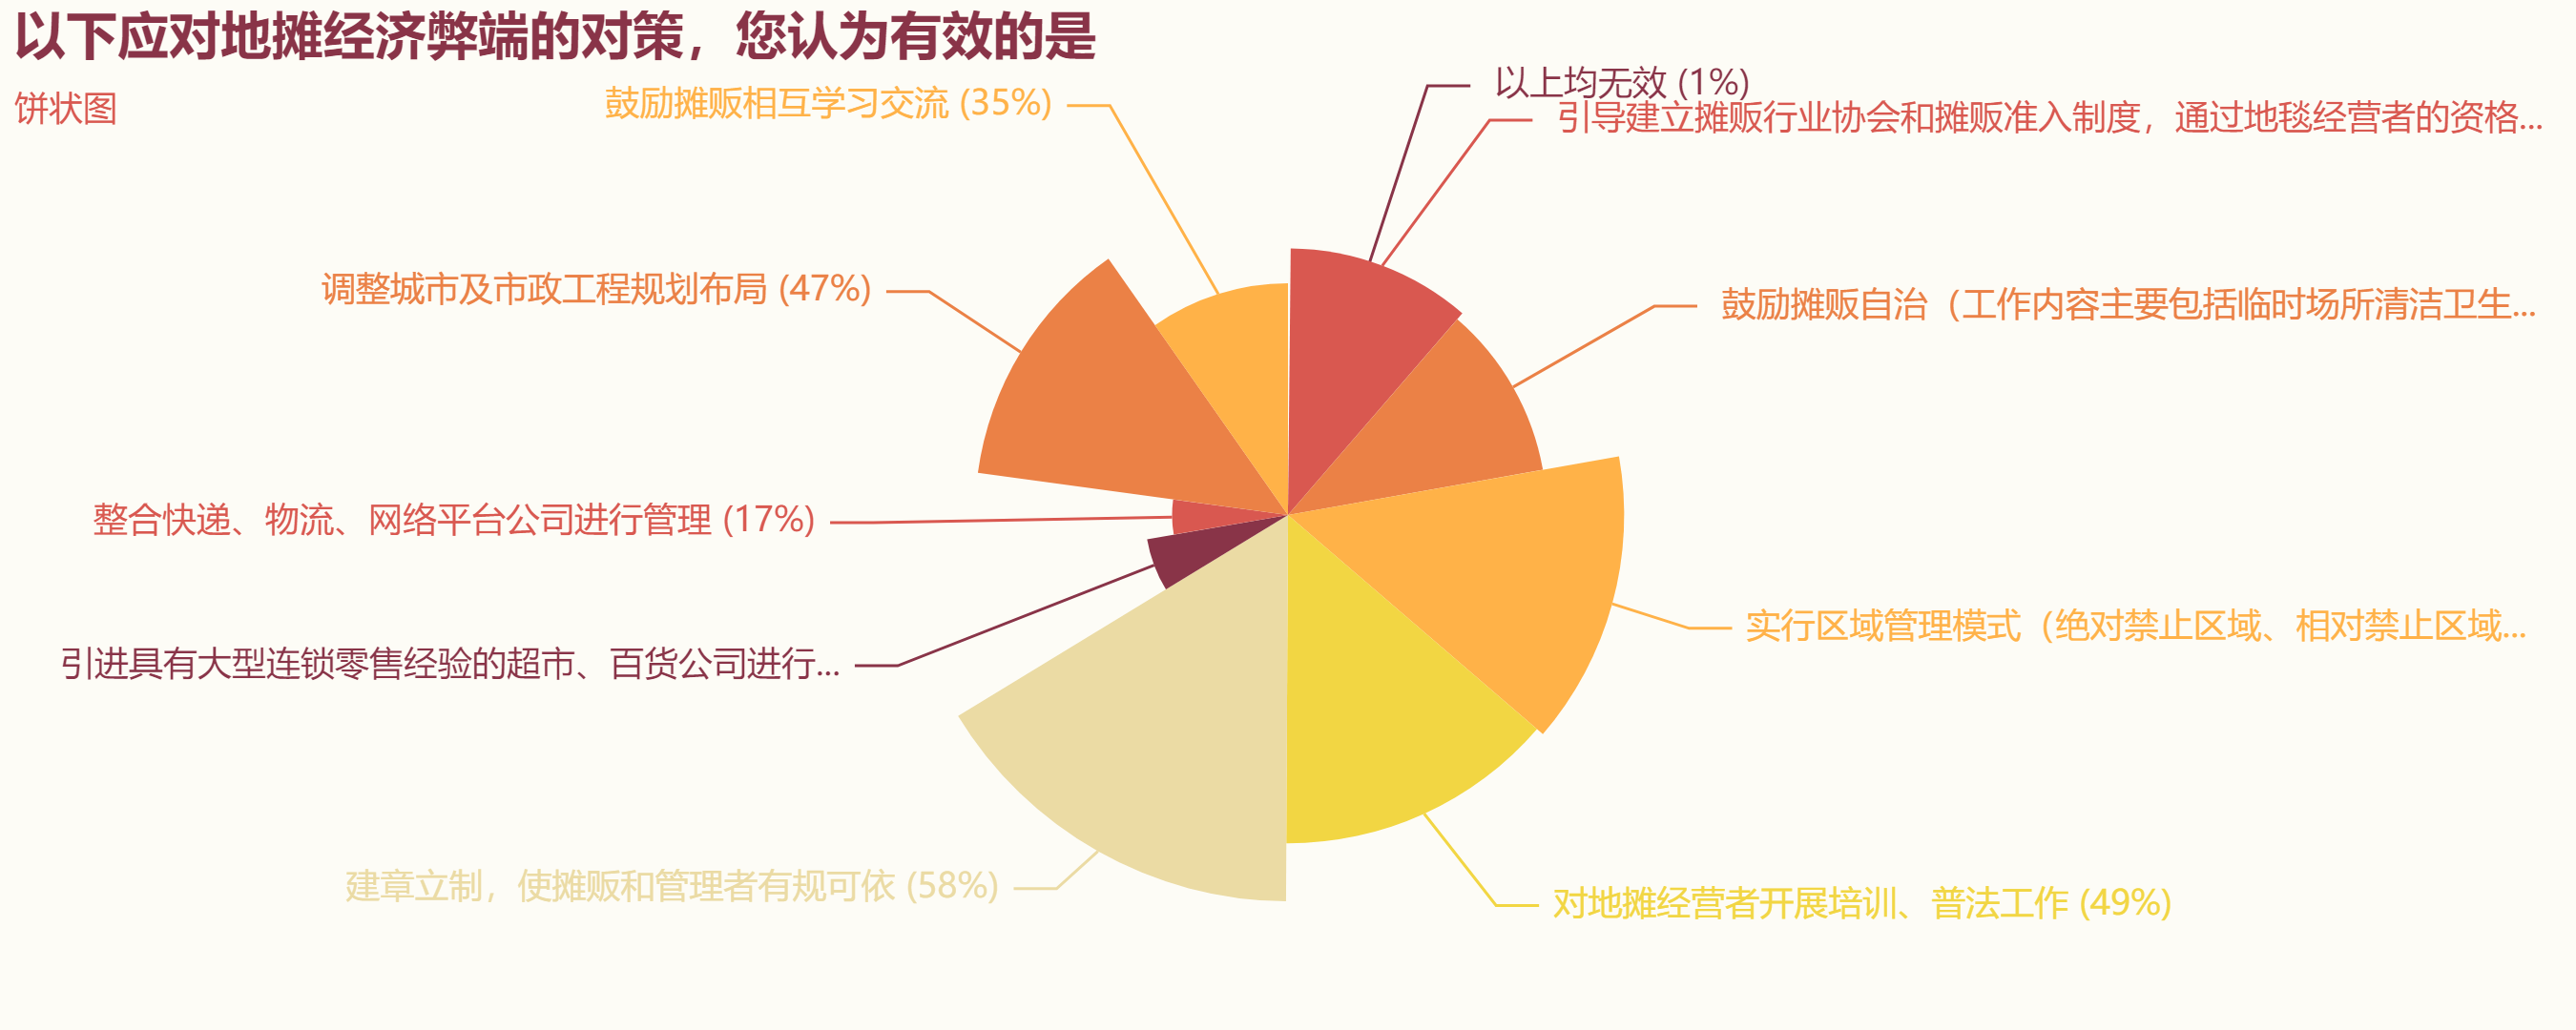 以下应对地摊经济弊端的对策，您认为有效的是
饼状图
鼓励摊贩相互学习交流 (35%)
以上均无效 (1%)
引导建立摊贩行业协会和摊贩准入制度，通过地毯经营者的资格...
调整城市及市政工程规划布局 (47%)
鼓励摊贩自治（工作内容主要包括临时场所清洁卫生...
整合快递、物流、网络平台公司进行管理 (17%)
实行区域管理模式（绝对禁止区域、相对禁止区域...
引进具有大型连锁零售经验的超市、百货公司进行...
建章立制，使摊贩和管理者有规可依 (58%)
对地摊经营者开展培训、普法工作 (49%)